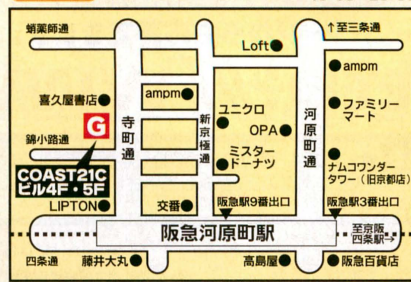 蛸薬師通
Loft
↑至三条通
ampm
喜久屋書店
ampm
ユニクロ
ファミリー
マート
G
寺町通
新京極通
OPA
河原町通
錦小路通
ミスター
ドーナツ
ナムコワンダー
タワー（旧京都店）
COAST21C
ビル4F・5F
LIPTON
交番
阪急駅9番出口
阪急駅3番出口
阪急河原町駅
至京阪
四条駅→
四条通
藤井大丸
高島屋
阪急百貨店